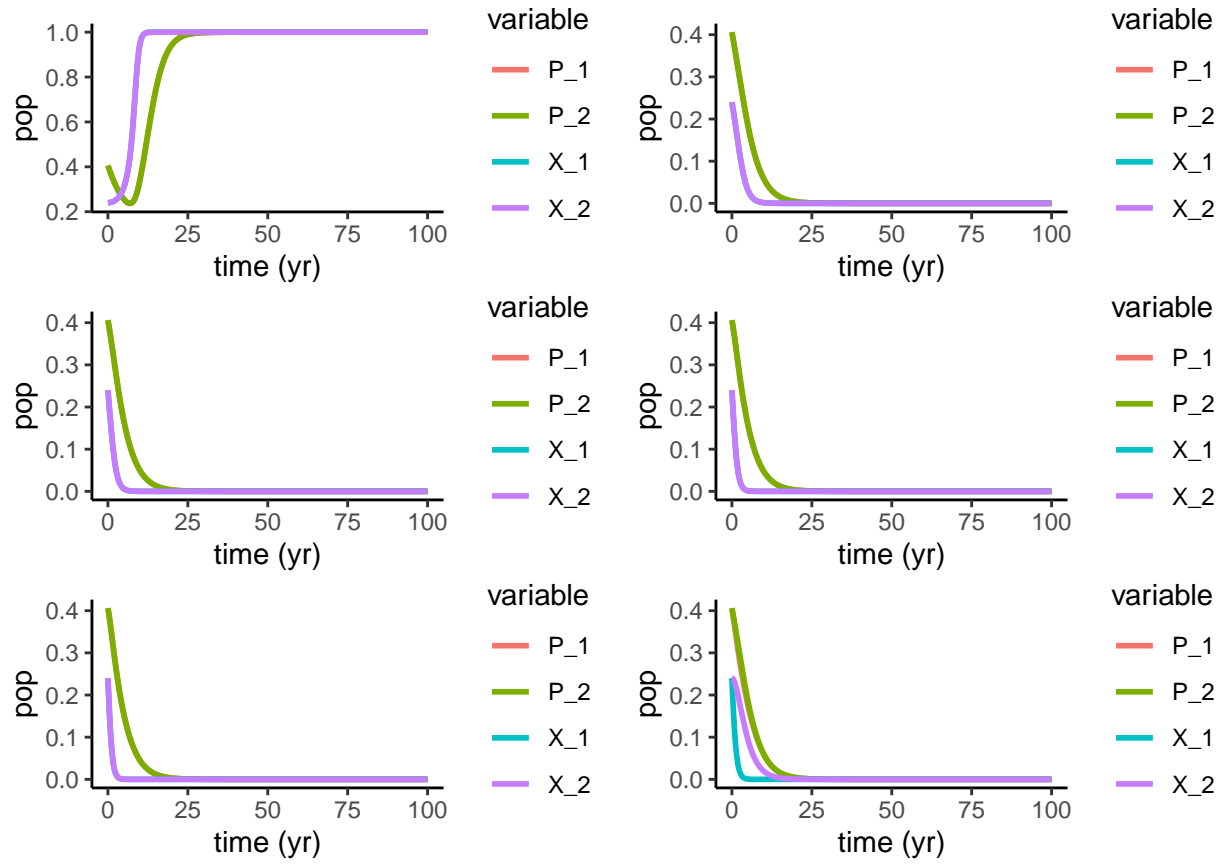 pop
1.0
0.8
0.6
0.4
0.2
0 25 50 75 100
time (yr)
variable
P_1
P_2
X_1
X_2
pop
0.4
0.3
0.2
0.1
0.0
0 25 50 75 100
time (yr)
variable
P_1
P_2
X_1
X_2
pop
0.4
0.3
0.2
0.1
0.0
0 25 50 75 100
time (yr)
variable
P_1
P_2
X_1
X_2
pop
0.4
0.3
0.2
0.1
0.0
0 25 50 75 100
time (yr)
variable
P_1
P_2
X_1
X_2
pop
0.4
0.3
0.2
0.1
0.0
0 25 50 75 100
time (yr)
variable
P_1
P_2
X_1
X_2
pop
0.4
0.3
0.2
0.1
0.0
0 25 50 75 100
time (yr)
variable
P_1
P_2
X_1
X_2